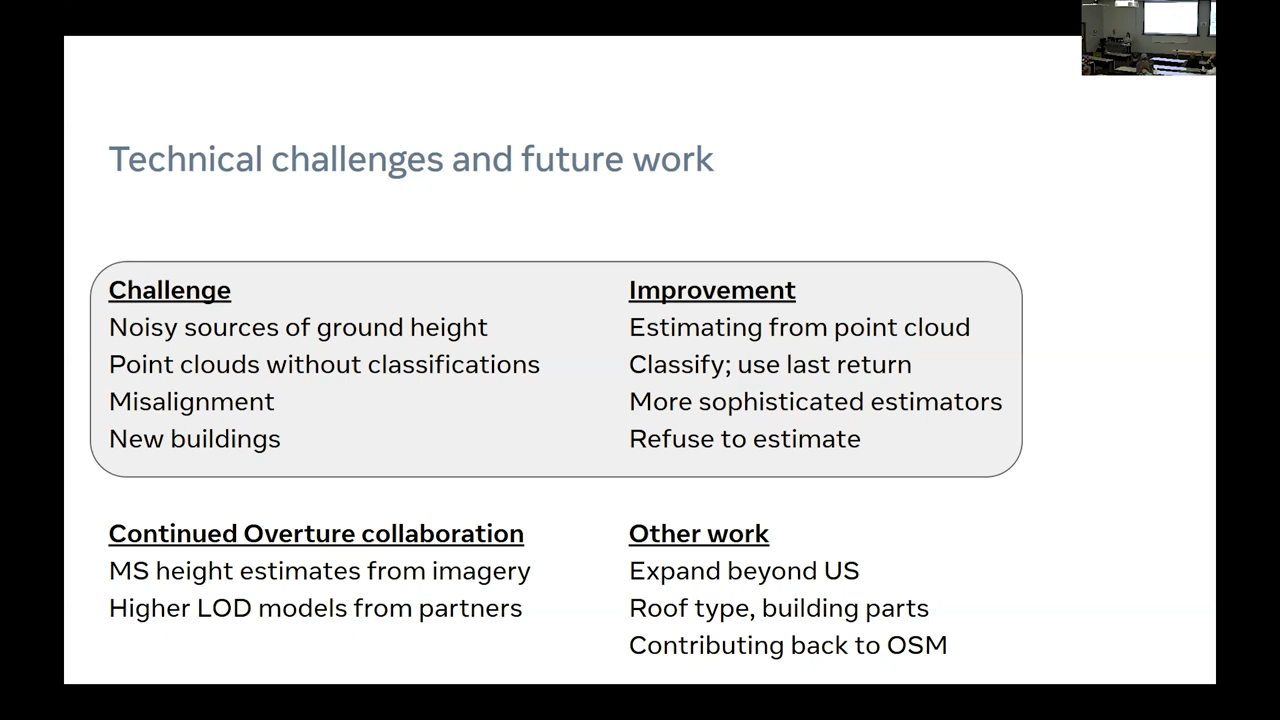 Technical challenges and future work
Challenge
Noisy sources of ground height
Point clouds without classifications
Misalignment
New buildings
Improvement
Estimating from point cloud
Classify; use last return
More sophisticated estimators
Refuse to estimate
Continued Overture collaboration
MS height estimates from imagery
Higher LOD models from partners
Other work
Expand beyond US
Roof type, building parts
Contributing back to OSM